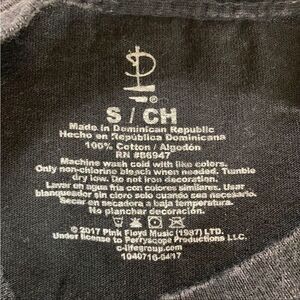 S / CH
Made in Dominican Republic
Hecho en República Dominicana
100% Cotton / Algodón
RN #86947
Machine wash cold with like colors.
Only non-chlorine bleach when needed. Tumble
dry low. Do not iron decoration.
Lavar en agua fria con colores similares. Usar
blanqueador sin cloro solo cuando sea necesario.
Secar en secadora a baja temperatura.
No planchar decoración.
© 2017 Pink Floyd Music (1987) LTD.
Under license to Perryscope Productions LLC.
c-lifegroup.com
1040716-0417